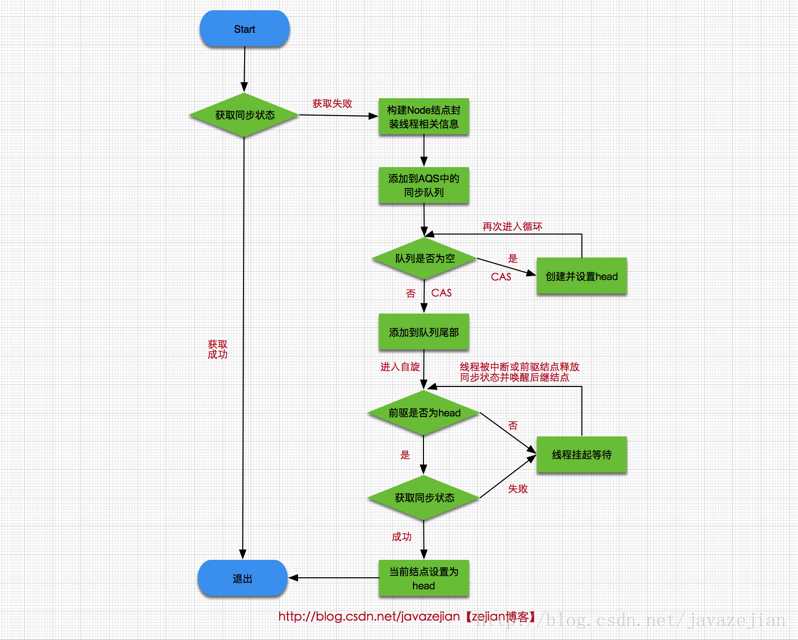 Start
获取同步状态
获取失败
构建Node结点封
装线程相关信息
添加到AQS中的
同步队列
再次进入循环
队列是否为空
是
CAS
创建并设置head
否
CAS
添加到队列尾部
获取
成功
进入自旋
线程被中断或前驱结点释放
同步状态并唤醒后继结点
前驱是否为head
否
线程挂起等待
是
获取同步状态
失败
成功
退出
当前结点设置为
head
http://blog.csdn.net/javazejian【zejian博客】
http://blog.csdn.net/javazejian